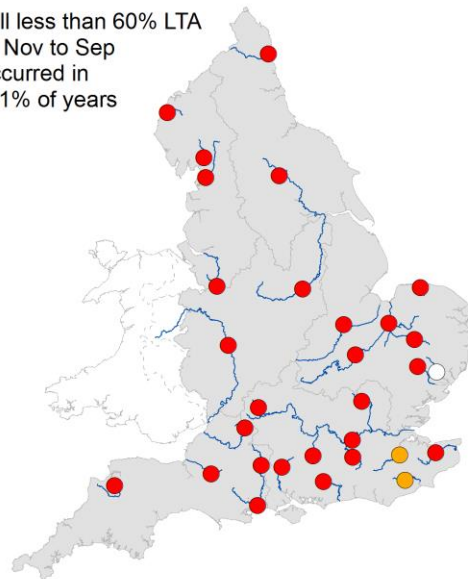 ll less than 60% LTA
Nov to Sep
curred in
1% of years